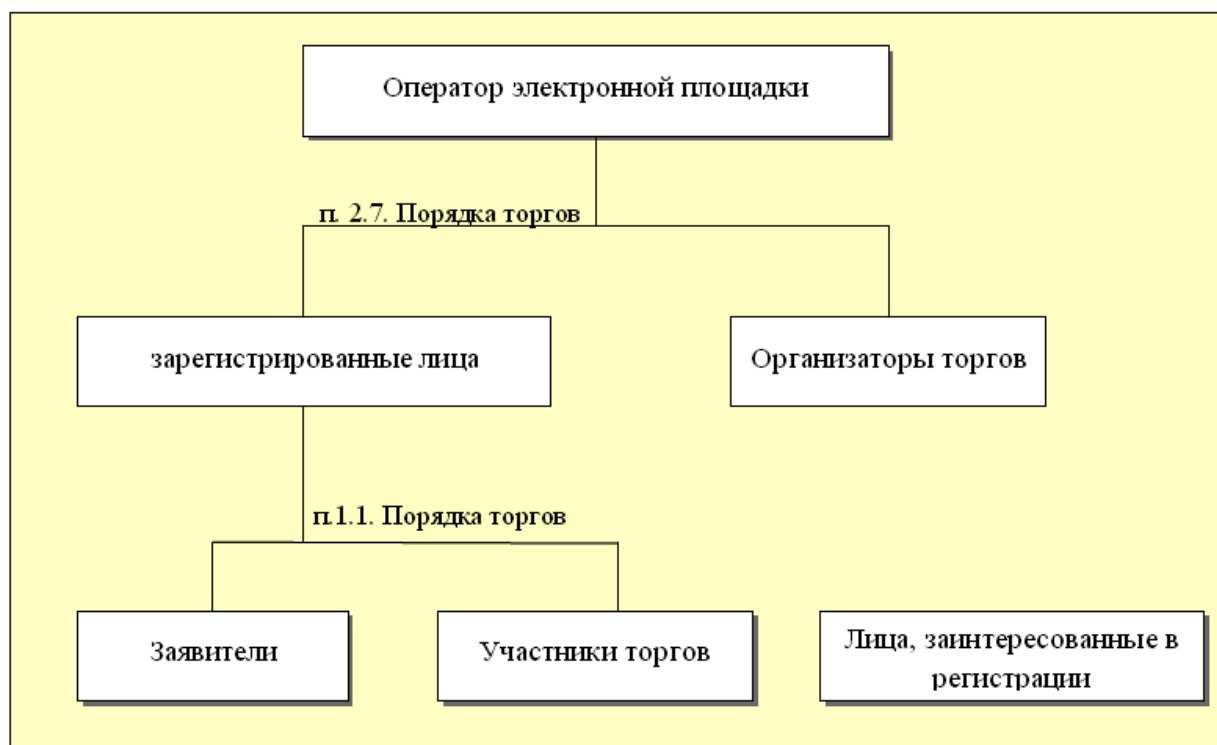 Оператор электронной площадки
п. 2.7. Порядка торгов
зарегистрированные лица
Организаторы торгов
п.1.1. Порядка торгов
Заявители
Участники торгов
Лица, заинтересованные в
регистрации